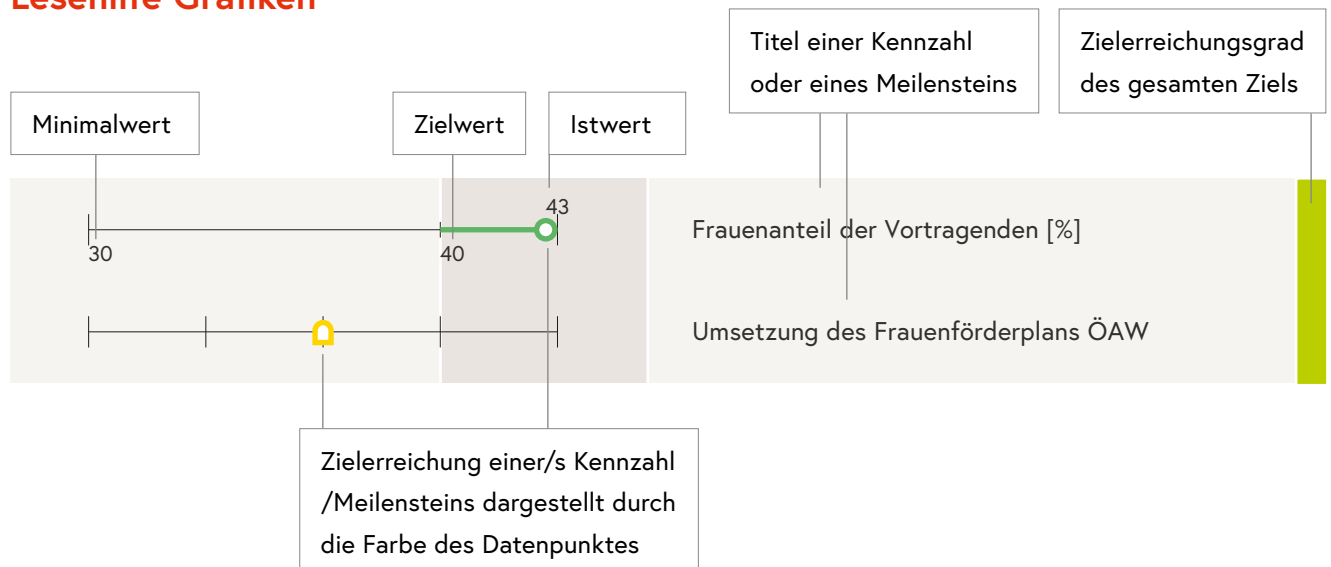 Lesehilfe Grafiken
Titel einer Kennzahl
oder eines Meilensteins
Zielerreichungsgrad
des gesamten Ziels
Minimalwert
Zielwert
Istwert
43
30
40
Frauenanteil der Vortragenden [%]
Umsetzung des Frauenförderplans ÖAW
Zielerreichung einer/s Kennzahl
/Meilensteins dargestellt durch
die Farbe des Datenpunktes